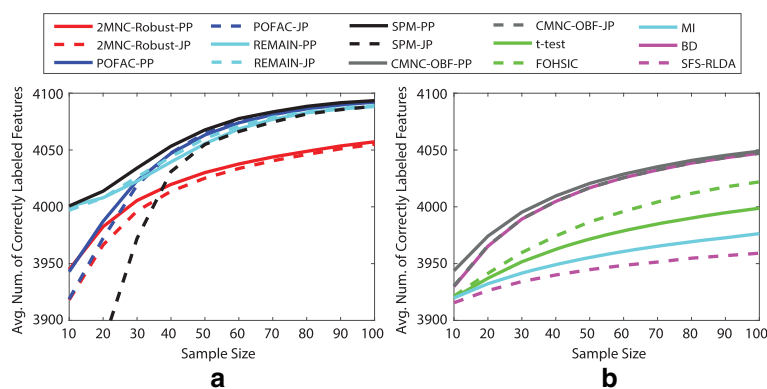 2MNC-Robust-PP POFAC-JP SPM-PP CMNC-OBF-JP MI
2MNC-Robust-JP REMAIN-PP SPM-JP t-test BD
POFAC-PP REMAIN-JP CMNC-OBF-PP FOHSIC SFS-RLDA
Avg. Num. of Correctly Labeled Features
4100
4050
4000
3950
3900
10 20 30 40 50 60 70 80 90 100
Sample Size
a
Avg. Num. of Correctly Labeled Features
4100
4050
4000
3950
3900
10 20 30 40 50 60 70 80 90 100
Sample Size
b